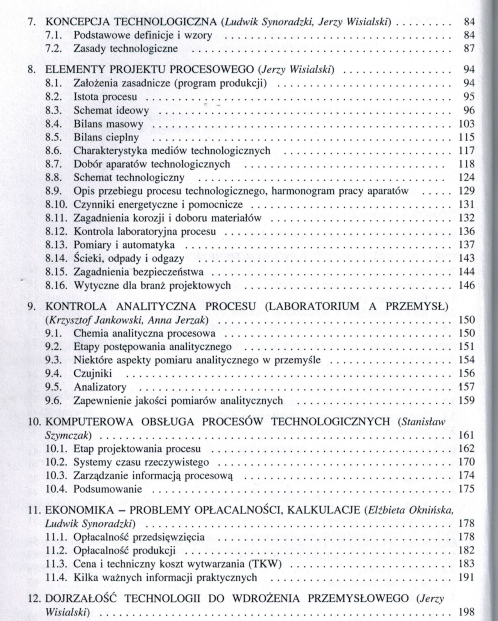 7. KONCEPCJA TECHNOLOGICZNA (Ludwik Synoradzki, Jerzy Wisialski) . . . . . . . . . 84
7.1. Podstawowe definicje i wzory . . . . . . . . . . . . . . . . . . . . . . . . . . . . . . . 84
7.2. Zasady technologiczne . . . . . . . . . . . . . . . . . . . . . . . . . . . . . . . . . . 87
8. ELEMENTY PROJEKTU PROCESOWEGO (Jerzy Wisialski) . . . . . . . . . . . . . . . . 94
8.1. Założenia zasadnicze (program produkcji) . . . . . . . . . . . . . . . . . . . . . . . . 94
8.2. Istota procesu . . . . . . . . . . . . . . . . . . . . . . . . . . . . . . . . . . . . . . . 95
8.3. Schemat ideowy . . . . . . . . . . . . . . . . . . . . . . . . . . . . . . . . . . . . . . 96
8.4. Bilans masowy . . . . . . . . . . . . . . . . . . . . . . . . . . . . . . . . . . . . . . . 103
8.5. Bilans cieplny . . . . . . . . . . . . . . . . . . . . . . . . . . . . . . . . . . . . . . . 115
8.6. Charakterystyka mediów technologicznych . . . . . . . . . . . . . . . . . . . . . . . 117
8.7. Dobór aparatów technologicznych . . . . . . . . . . . . . . . . . . . . . . . . . . . . 118
8.8. Schemat technologiczny . . . . . . . . . . . . . . . . . . . . . . . . . . . . . . . . . 124
8.9. Opis przebiegu procesu technologicznego, harmonogram pracy aparatów . . . . . 129
8.10. Czynniki energetyczne i pomocnicze . . . . . . . . . . . . . . . . . . . . . . . . . . 131
8.11. Zagadnienia korozji i doboru materiałów . . . . . . . . . . . . . . . . . . . . . . . . 132
8.12. Kontrola laboratoryjna procesu . . . . . . . . . . . . . . . . . . . . . . . . . . . . . 136
8.13. Pomiary i automatyka . . . . . . . . . . . . . . . . . . . . . . . . . . . . . . . . . . 137
8.14. Ścieki, odpady i odgazy . . . . . . . . . . . . . . . . . . . . . . . . . . . . . . . . . 143
8.15. Zagadnienia bezpieczeństwa . . . . . . . . . . . . . . . . . . . . . . . . . . . . . . . 144
8.16. Wytyczne dla branż projektowych . . . . . . . . . . . . . . . . . . . . . . . . . . . . 146
9. KONTROLA ANALITYCZNA PROCESU (LABORATORIUM A PRZEMYSŁ)
(Krzysztof Jankowski, Anna Jerzak) . . . . . . . . . . . . . . . . . . . . . . . . . . . . . 150
9.1. Chemia analityczna procesowa . . . . . . . . . . . . . . . . . . . . . . . . . . . . . . 150
9.2. Etapy postępowania analitycznego . . . . . . . . . . . . . . . . . . . . . . . . . . . . 151
9.3. Niektóre aspekty pomiaru analitycznego w przemyśle . . . . . . . . . . . . . . . . . 154
9.4. Czujniki . . . . . . . . . . . . . . . . . . . . . . . . . . . . . . . . . . . . . . . . . . 156
9.5. Analizatory . . . . . . . . . . . . . . . . . . . . . . . . . . . . . . . . . . . . . . . . 157
9.6. Zapewnienie jakości pomiarów analitycznych . . . . . . . . . . . . . . . . . . . . . . 159
10. KOMPUTEROWA OBSŁUGA PROCESÓW TECHNOLOGICZNYCH (Stanisław
Szymczak) . . . . . . . . . . . . . . . . . . . . . . . . . . . . . . . . . . . . . . . . . . . 161
10.1. Etap projektowania procesu . . . . . . . . . . . . . . . . . . . . . . . . . . . . . . . 162
10.2. Systemy czasu rzeczywistego . . . . . . . . . . . . . . . . . . . . . . . . . . . . . . 170
10.3. Zarządzanie informacją procesową . . . . . . . . . . . . . . . . . . . . . . . . . . . 174
10.4. Podsumowanie . . . . . . . . . . . . . . . . . . . . . . . . . . . . . . . . . . . . . . 175
11. EKONOMIKA – PROBLEMY OPŁACALNOŚCI, KALKULACJE (Elżbieta Oknińska,
Ludwik Synoradzki) . . . . . . . . . . . . . . . . . . . . . . . . . . . . . . . . . . . . . . 178
11.1. Opłacalność przedsięwzięcia . . . . . . . . . . . . . . . . . . . . . . . . . . . . . . . 178
11.2. Opłacalność produkcji . . . . . . . . . . . . . . . . . . . . . . . . . . . . . . . . . . 182
11.3. Cena i techniczny koszt wytwarzania (TKW) . . . . . . . . . . . . . . . . . . . . . . 183
11.4. Kilka ważnych informacji praktycznych . . . . . . . . . . . . . . . . . . . . . . . . . 191
12. DOJRZAŁOŚĆ TECHNOLOGII DO WDROŻENIA PRZEMYSŁOWEGO (Jerzy
Wisialski) . . . . . . . . . . . . . . . . . . . . . . . . . . . . . . . . . . . . . . . . . . . 198